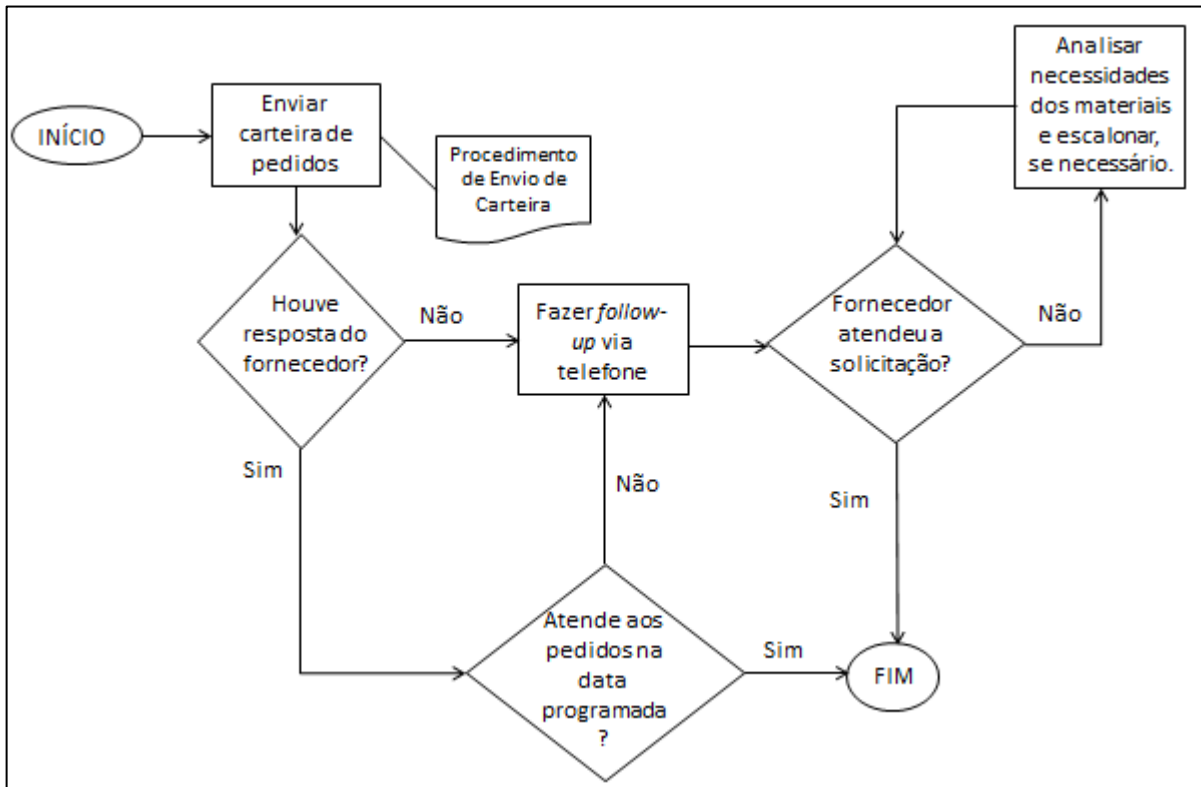 INÍCIO
Enviar
carteira de
pedidos
Procedimento
de Envio de
Carteira
Analisar
necessidades
dos materiais
e escalonar,
se necessário.
Houve
resposta do
fornecedor?
Não
Fazer follow-
up via
telefone
Fornecedor
atendeu a
solicitação?
Não
Sim
Não
Sim
Atende aos
pedidos na
data
programada
?
Sim
FIM